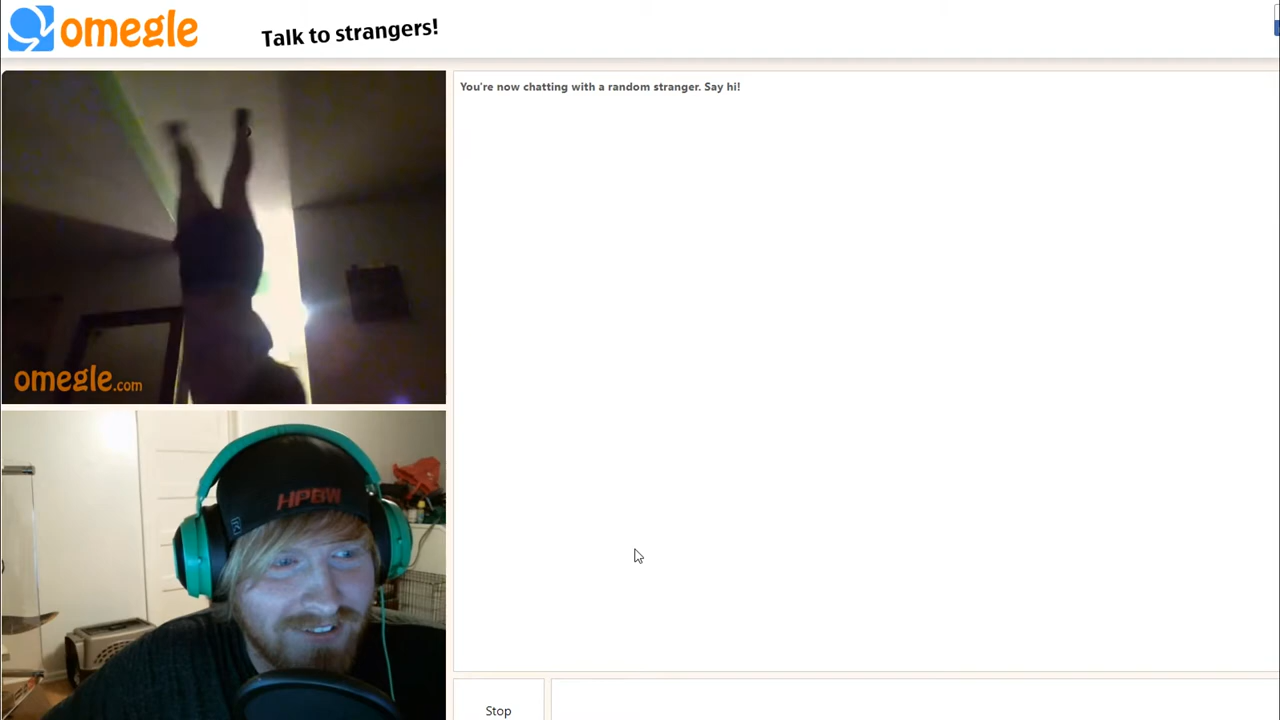 omegle
Talk to strangers!
You're now chatting with a random stranger. Say hi!
omegle.com
HPBW
Stop